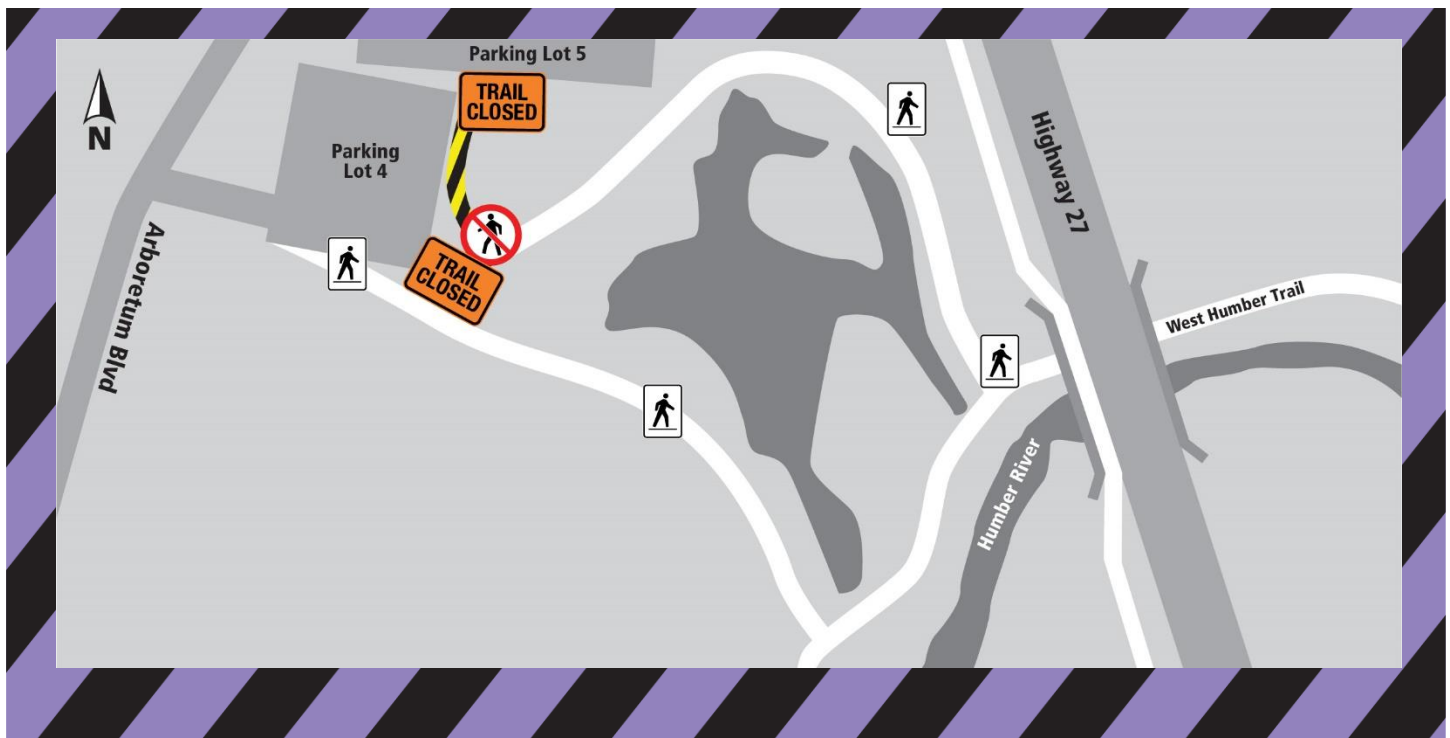 Parking Lot 5
TRAIL
CLOSED
N
Parking
Lot 4
Highway 27
TRAIL
CLOSED
Arboretum Blvd
West Humber Trail
Humber River